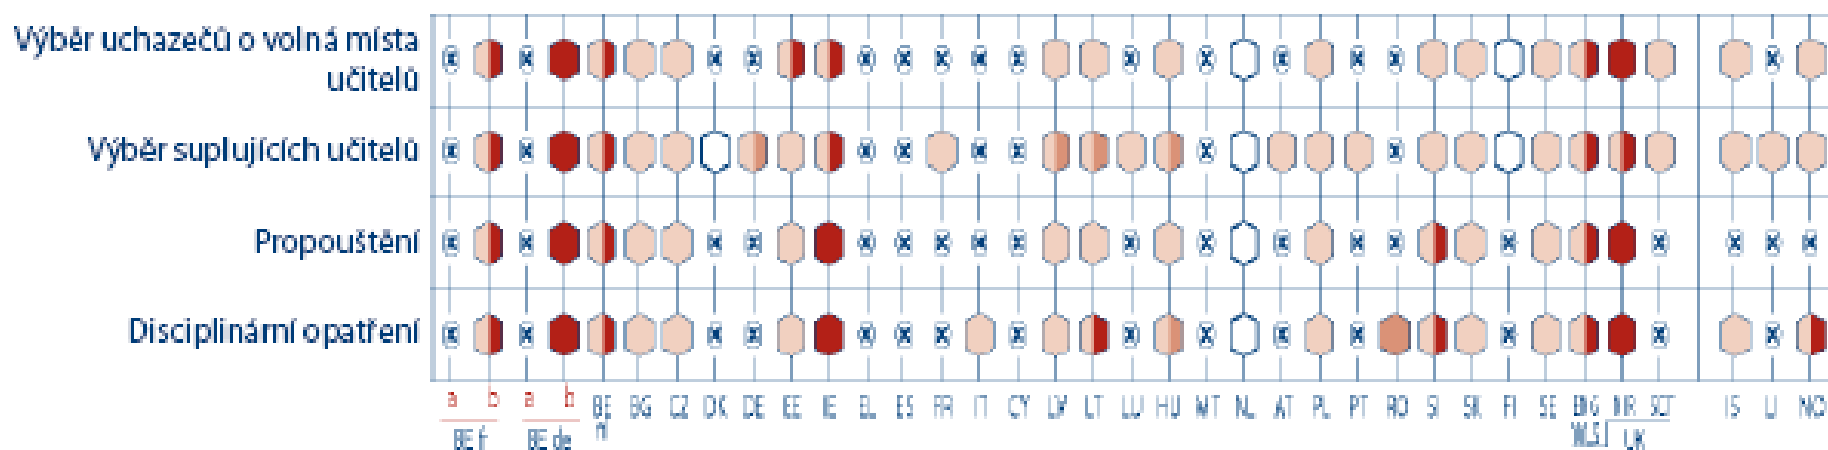 Výběr uchazečů o volná místa
učitelů
Výběr suplujících učitelů
Propouštění
Disciplinární opatření
a b a b BE BG CZ DK DE EE IE EL ES FR IT CY LV LT LU HU MT NL AT PL PT RO SI SK FI SE ENG NIR SCT IS LI NO
BE fr BE de nl WLS UK